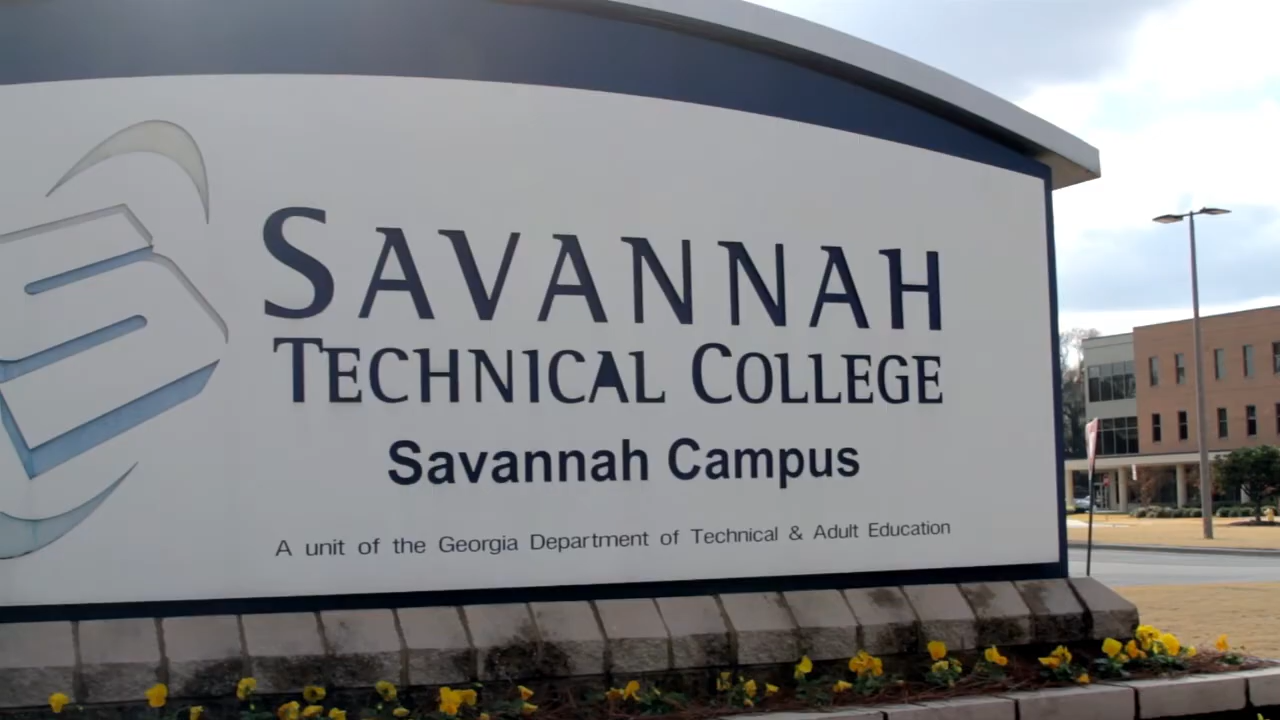 SAVANNAH
TECHNICAL COLLEGE
Savannah Campus
A unit of the Georgia Department of Technical & Adult Education